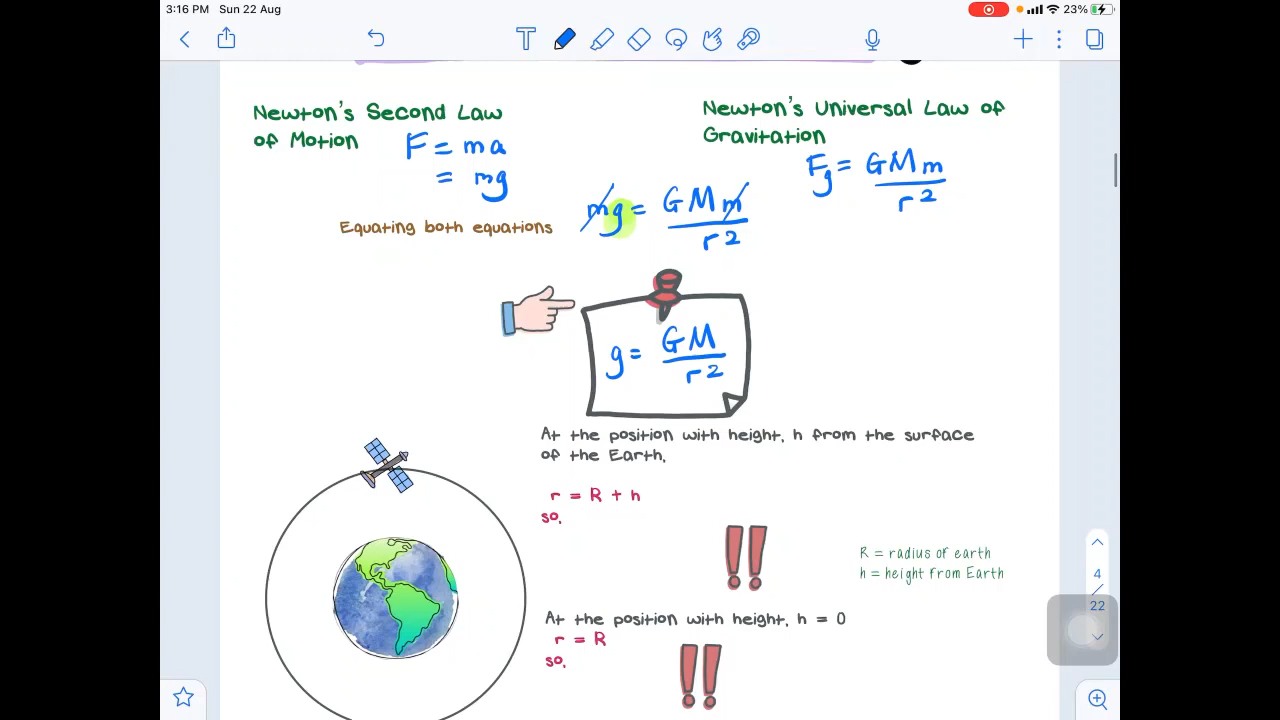 3:16 PM Sun 22 Aug
23%
Newton's Second Law
of Motion
F = ma
= mg
Newton's Universal Law of
Gravitation
Fg = GMm
r²
Equating both equations
mg = GMm
r²
g = GM
r²
At the position with height, h from the surface
of the Earth,
r = R + h
so,
R = radius of earth
h = height from Earth
At the position with height, h = 0
r = R
so,
4
/
22